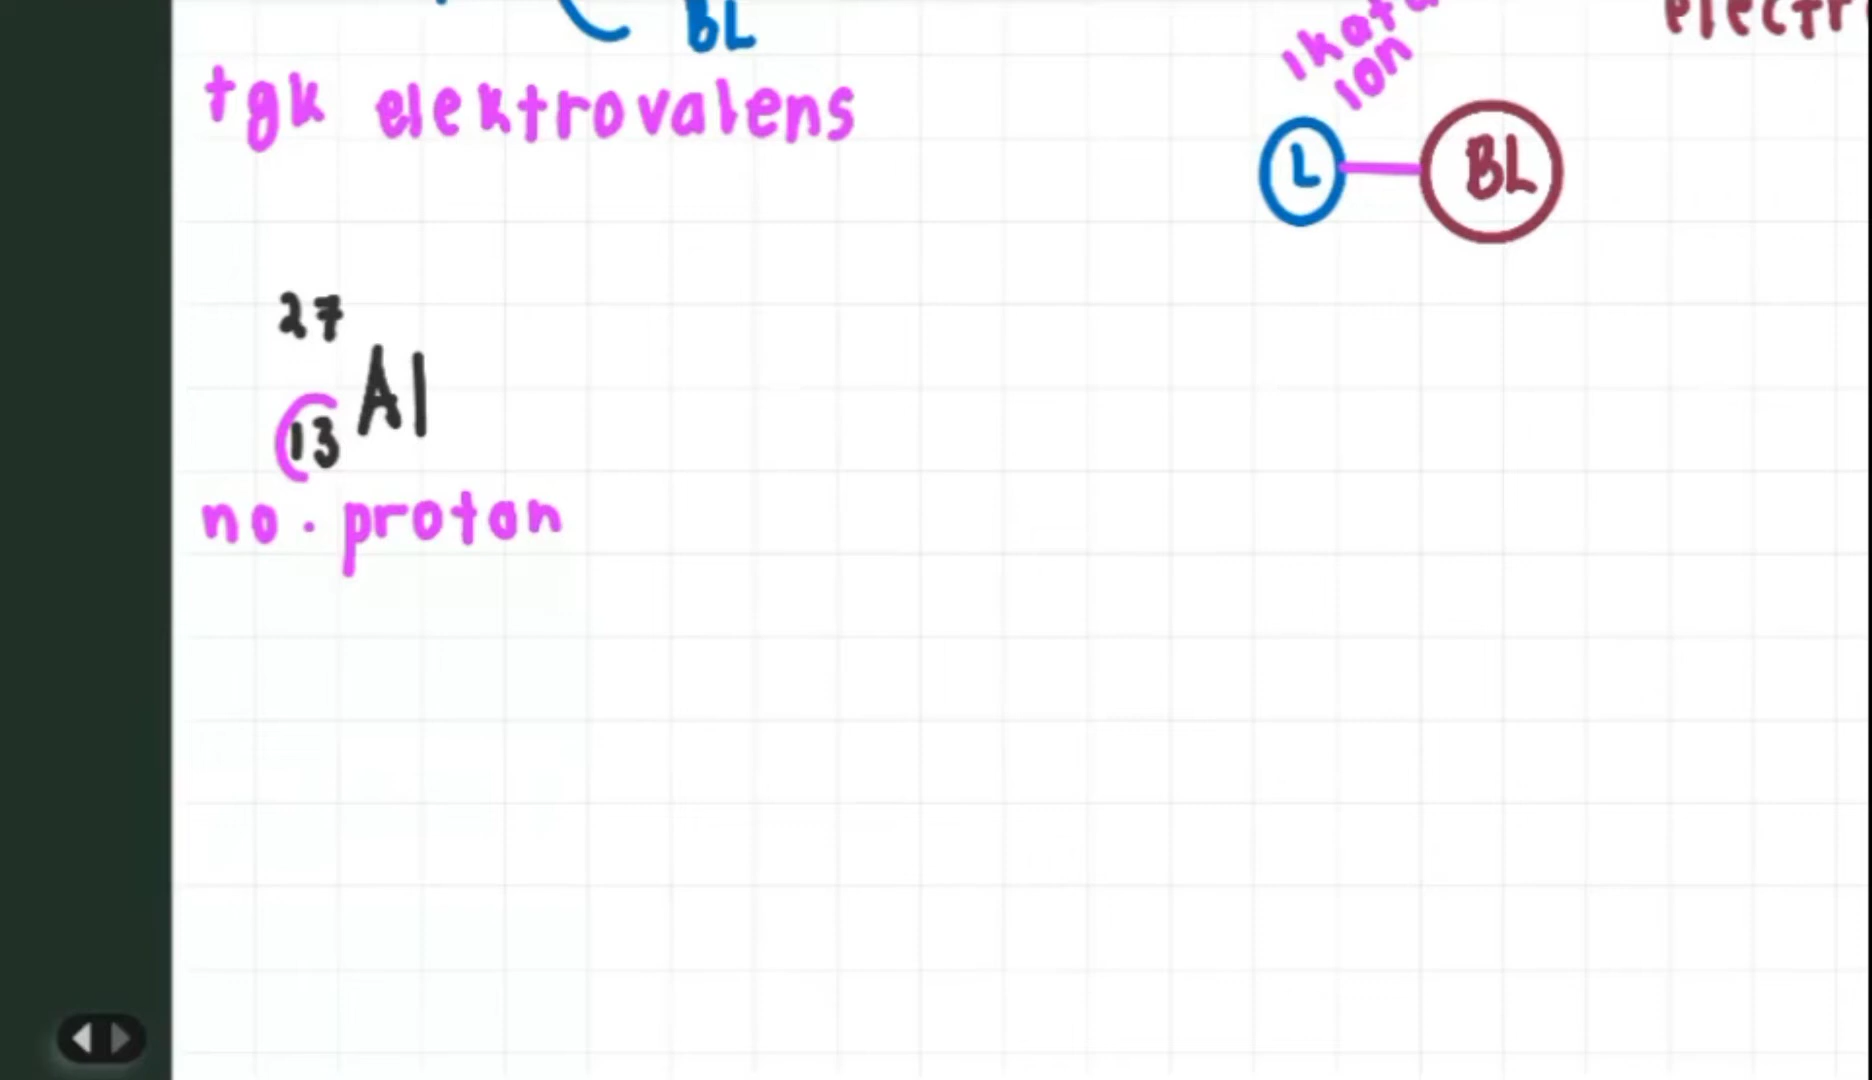 BL
tgk elektrovalens
ion
L
BL
27
13 Al
no. proton